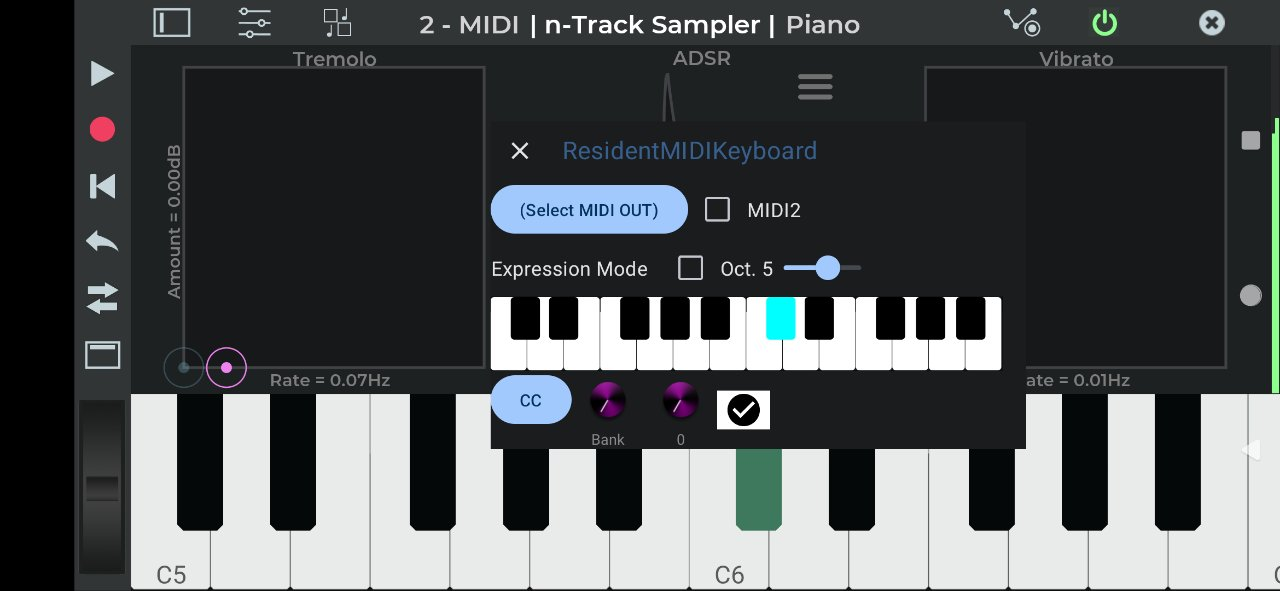 2 - MIDI | n-Track Sampler | Piano
Tremolo
ADSR
Vibrato
Amount = 0.00dB
ResidentMIDIKeyboard
(Select MIDI OUT)
MIDI2
Expression Mode
Oct. 5
CC
Bank
0
Rate = 0.07Hz
ate = 0.01Hz
C5
C6